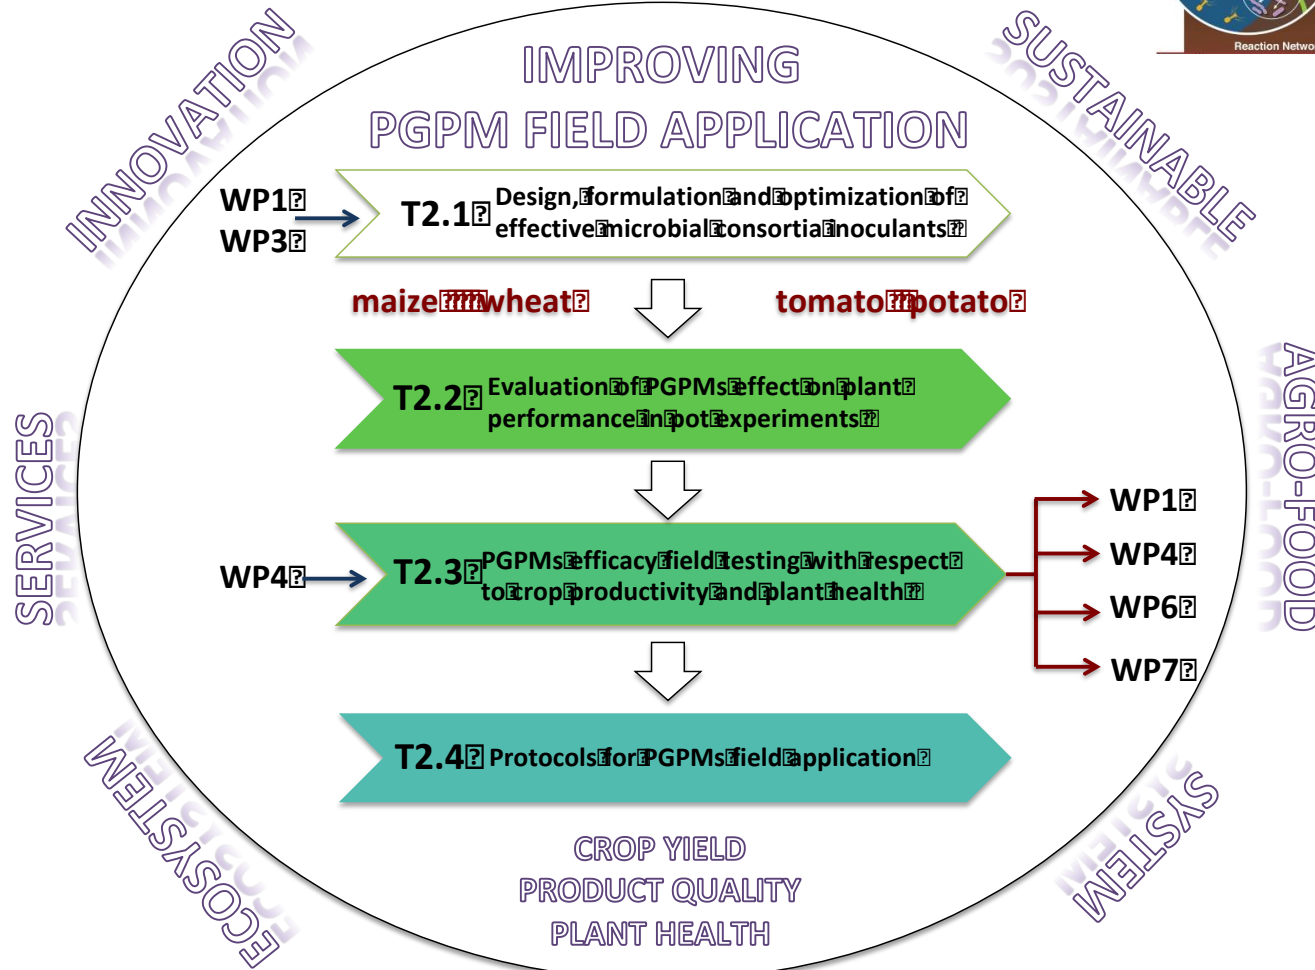 Reaction Netwo
INNOVATION
SUSTAINABLE
IMPROVING
PGPM FIELD APPLICATION
WP1
WP3
T2.1
Design, formulation and optimization of
effective microbial consortia inoculants
maize wheat
tomato potato
T2.2
Evaluation of PGPMs effect on plant
performance in pot experiments
SERVICES
AGRO-FOOD
WP4
T2.3
PGPMs efficacy field testing with respect
to crop productivity and plant health
WP1
WP4
WP6
WP7
T2.4
Protocols for PGPMs field application
ECOSYSTEM
SYSTEM
CROP YIELD
PRODUCT QUALITY
PLANT HEALTH